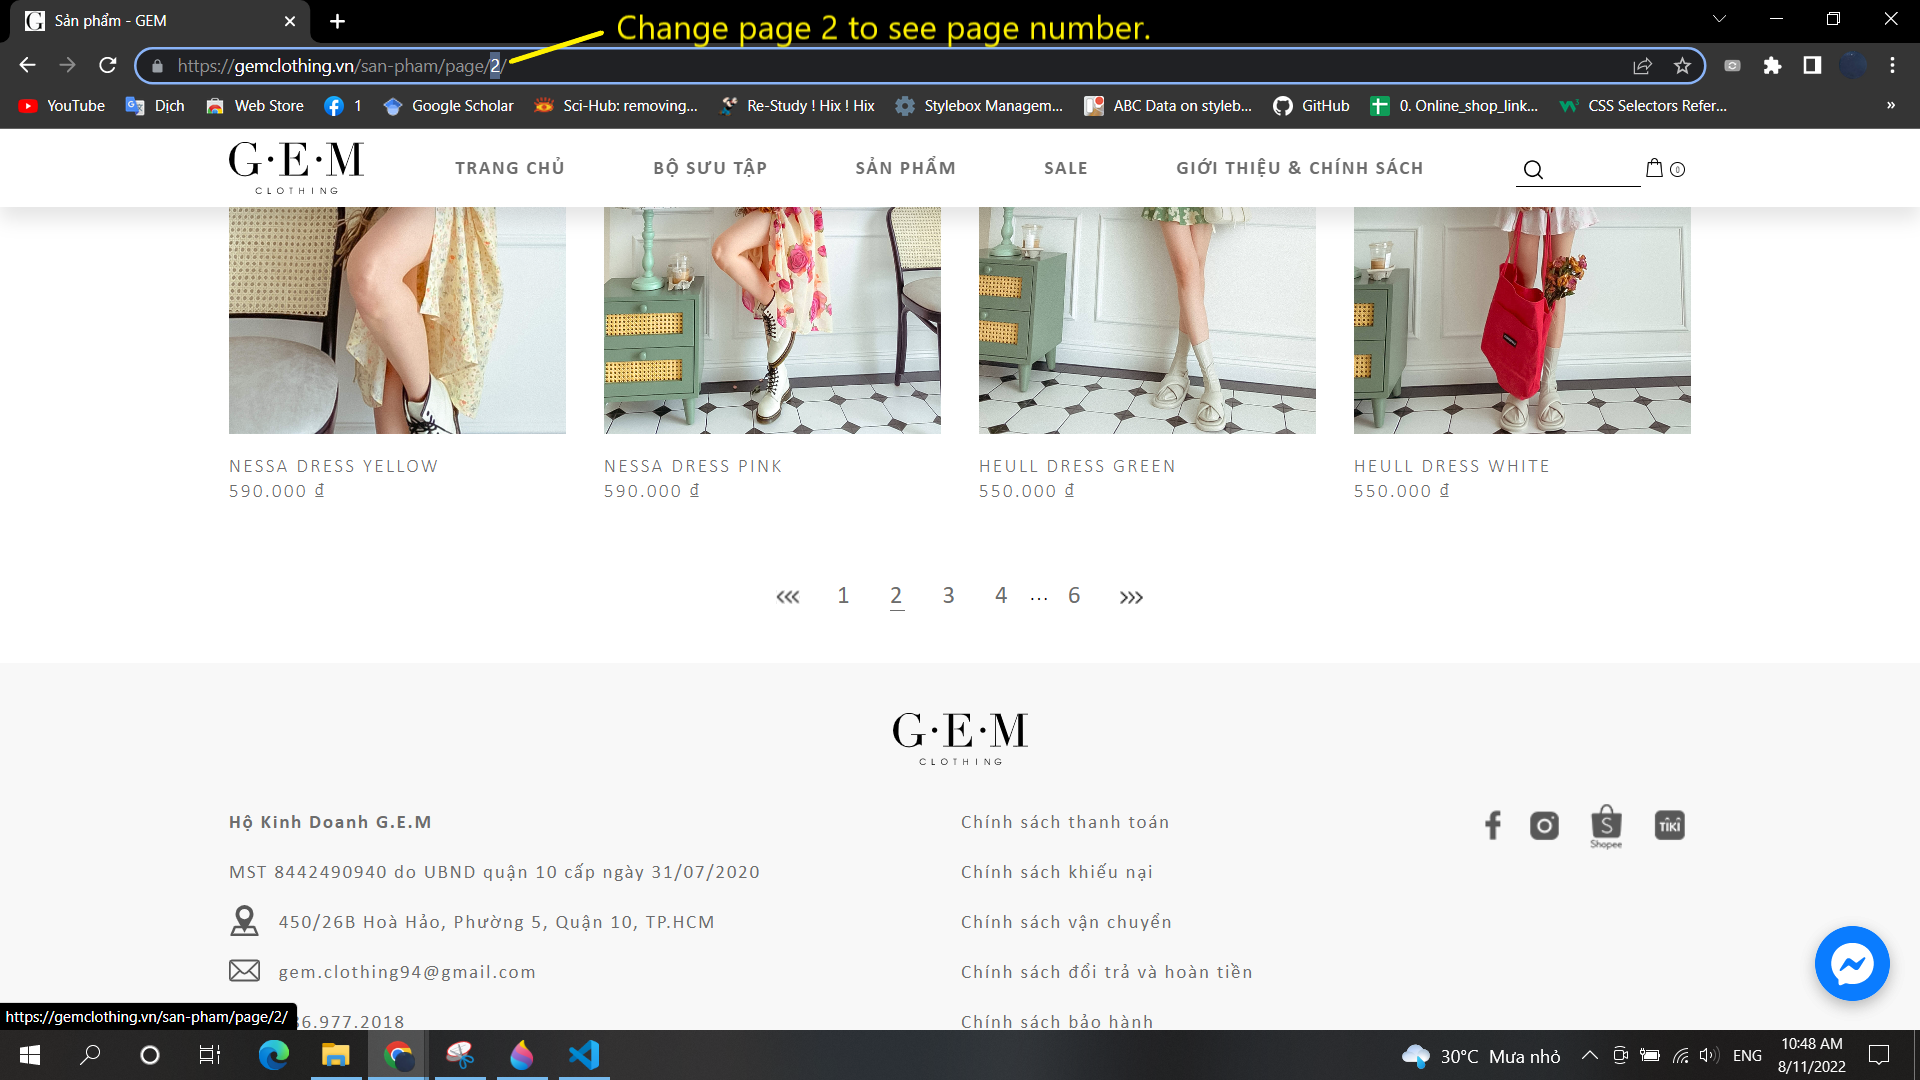 Sản phẩm - GEM
Change page 2 to see page number.
https://gemclothing.vn/san-pham/page/2/
YouTube Dịch Web Store 1 Google Scholar Sci-Hub: removing... Re-Study ! Hix ! Hix Stylebox Managem... ABC Data on styleb... GitHub 0. Online_shop_link... CSS Selectors Refer... »
G·E·M
CLOTHING
TRANG CHỦ BỘ SƯU TẬP SẢN PHẨM SALE GIỚI THIỆU & CHÍNH SÁCH 0
NESSA DRESS YELLOW
590.000 ₫
NESSA DRESS PINK
590.000 ₫
HEULL DRESS GREEN
550.000 ₫
HEULL DRESS WHITE
550.000 ₫
1 2 3 4 ... 6
G·E·M
CLOTHING
Hộ Kinh Doanh G.E.M
MST 8442490940 do UBND quận 10 cấp ngày 31/07/2020
450/26B Hoà Hảo, Phường 5, Quận 10, TP.HCM
gem.clothing94@gmail.com
6.977.2018
Chính sách thanh toán
Chính sách khiếu nại
Chính sách vận chuyển
Chính sách đổi trả và hoàn tiền
Chính sách bảo hành
Shopee
TIKI
https://gemclothing.vn/san-pham/page/2/
30°C Mưa nhỏ
ENG
10:48 AM
8/11/2022